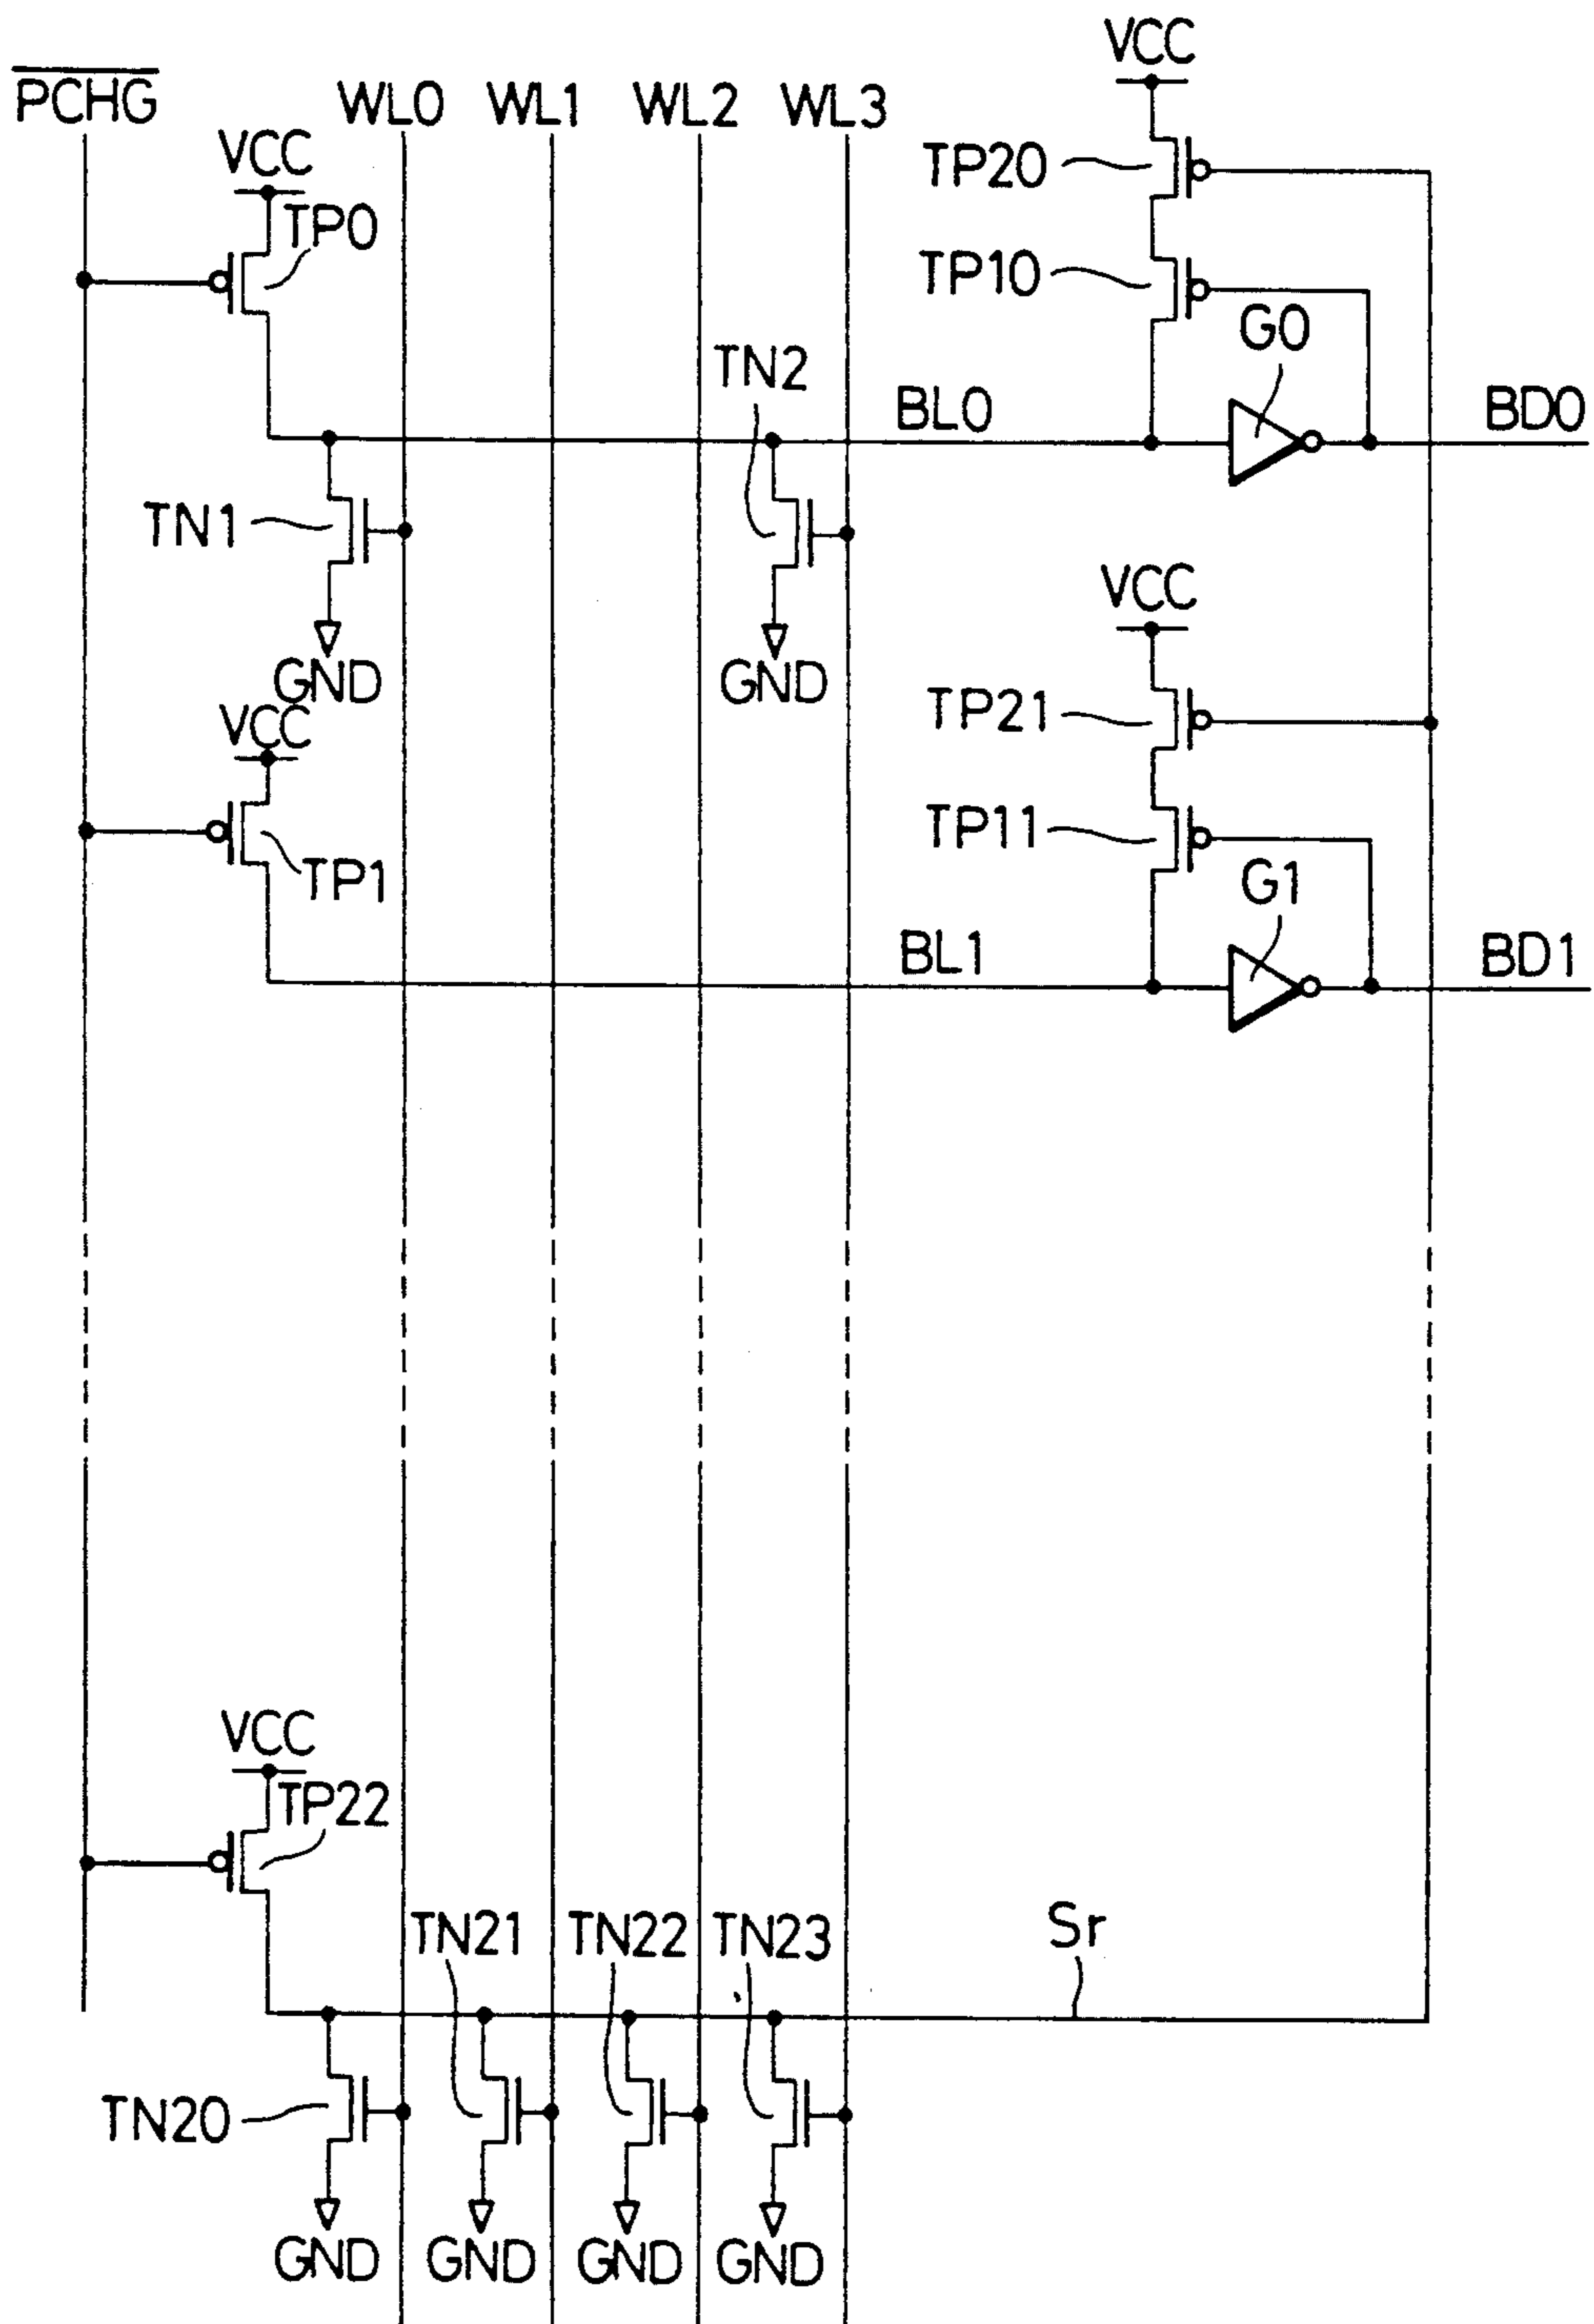 VCC
PCHG WL0 WL1 WL2 WL3
VCC
TP20
TP0
TP10
G0
TN2
BL0
BD0
TN1
VCC
GND
GND
VCC
TP21
TP11
TP1
G1
BL1
BD1
VCC
TP22
TN21
TN22
TN23
Sr
TN20
GND
GND
GND
GND